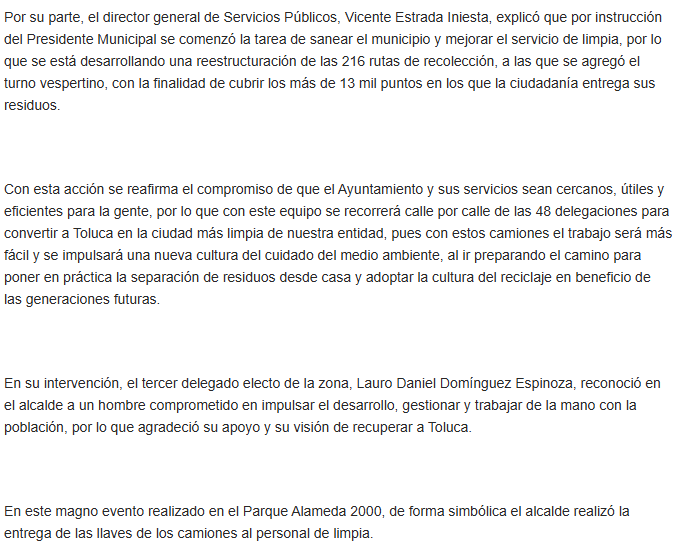 Por su parte, el director general de Servicios Públicos, Vicente Estrada Iniesta, explicó que por instrucción
del Presidente Municipal se comenzó la tarea de sanear el municipio y mejorar el servicio de limpia, por lo
que se está desarrollando una reestructuración de las 216 rutas de recolección, a las que se agregó el
turno vespertino, con la finalidad de cubrir los más de 13 mil puntos en los que la ciudadanía entrega sus
residuos.
Con esta acción se reafirma el compromiso de que el Ayuntamiento y sus servicios sean cercanos, útiles y
eficientes para la gente, por lo que con este equipo se recorrerá calle por calle de las 48 delegaciones para
convertir a Toluca en la ciudad más limpia de nuestra entidad, pues con estos camiones el trabajo será más
fácil y se impulsará una nueva cultura del cuidado del medio ambiente, al ir preparando el camino para
poner en práctica la separación de residuos desde casa y adoptar la cultura del reciclaje en beneficio de
las generaciones futuras.
En su intervención, el tercer delegado electo de la zona, Lauro Daniel Domínguez Espinoza, reconoció en
el alcalde a un hombre comprometido en impulsar el desarrollo, gestionar y trabajar de la mano con la
población, por lo que agradeció su apoyo y su visión de recuperar a Toluca.
En este magno evento realizado en el Parque Alameda 2000, de forma simbólica el alcalde realizó la
entrega de las llaves de los camiones al personal de limpia.